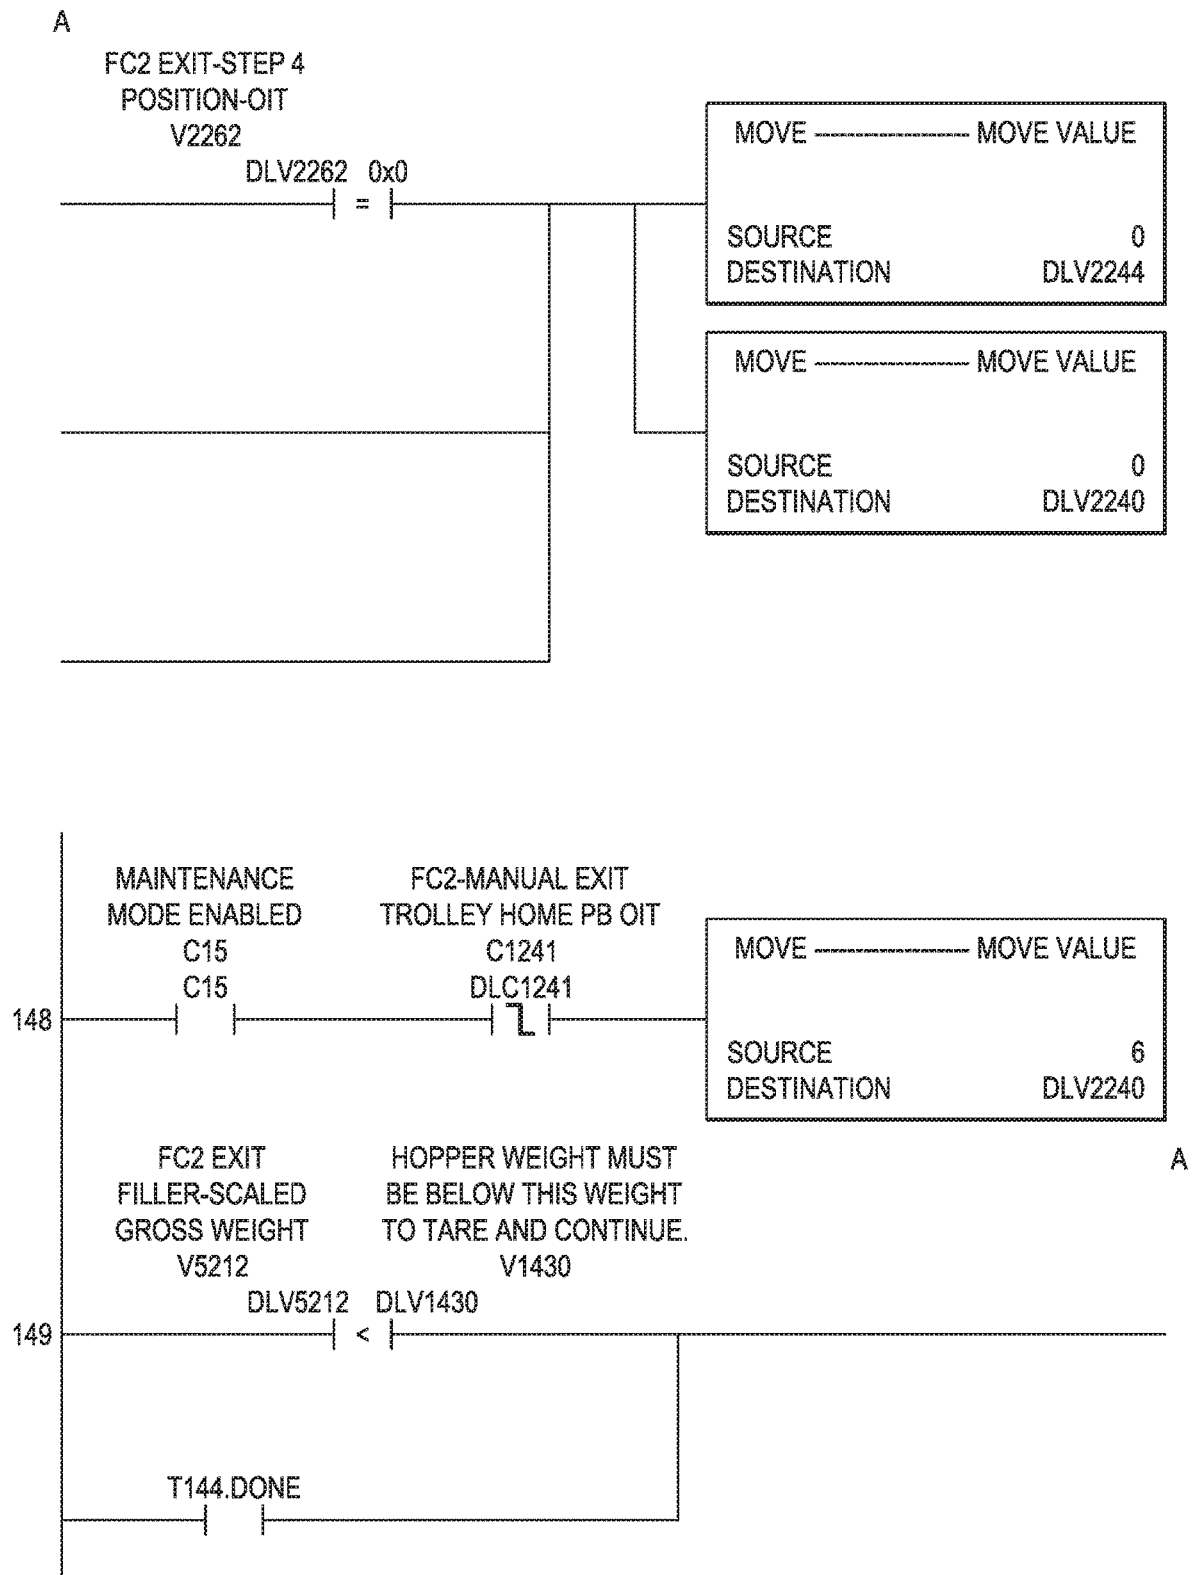 A
FC2 EXIT-STEP 4
POSITION-OIT
V2262
DLV2262 0x0
=
MOVE MOVE VALUE
SOURCE 0
DESTINATION DLV2244
MOVE MOVE VALUE
SOURCE 0
DESTINATION DLV2240
MAINTENANCE
MODE ENABLED
C15
C15
FC2-MANUAL EXIT
TROLLEY HOME PB OIT
C1241
DLC1241
148
MOVE MOVE VALUE
SOURCE 6
DESTINATION DLV2240
A
FC2 EXIT
FILLER-SCALED
GROSS WEIGHT
V5212
HOPPER WEIGHT MUST
BE BELOW THIS WEIGHT
TO TARE AND CONTINUE.
V1430
DLV5212 DLV1430
149
<
T144.DONE